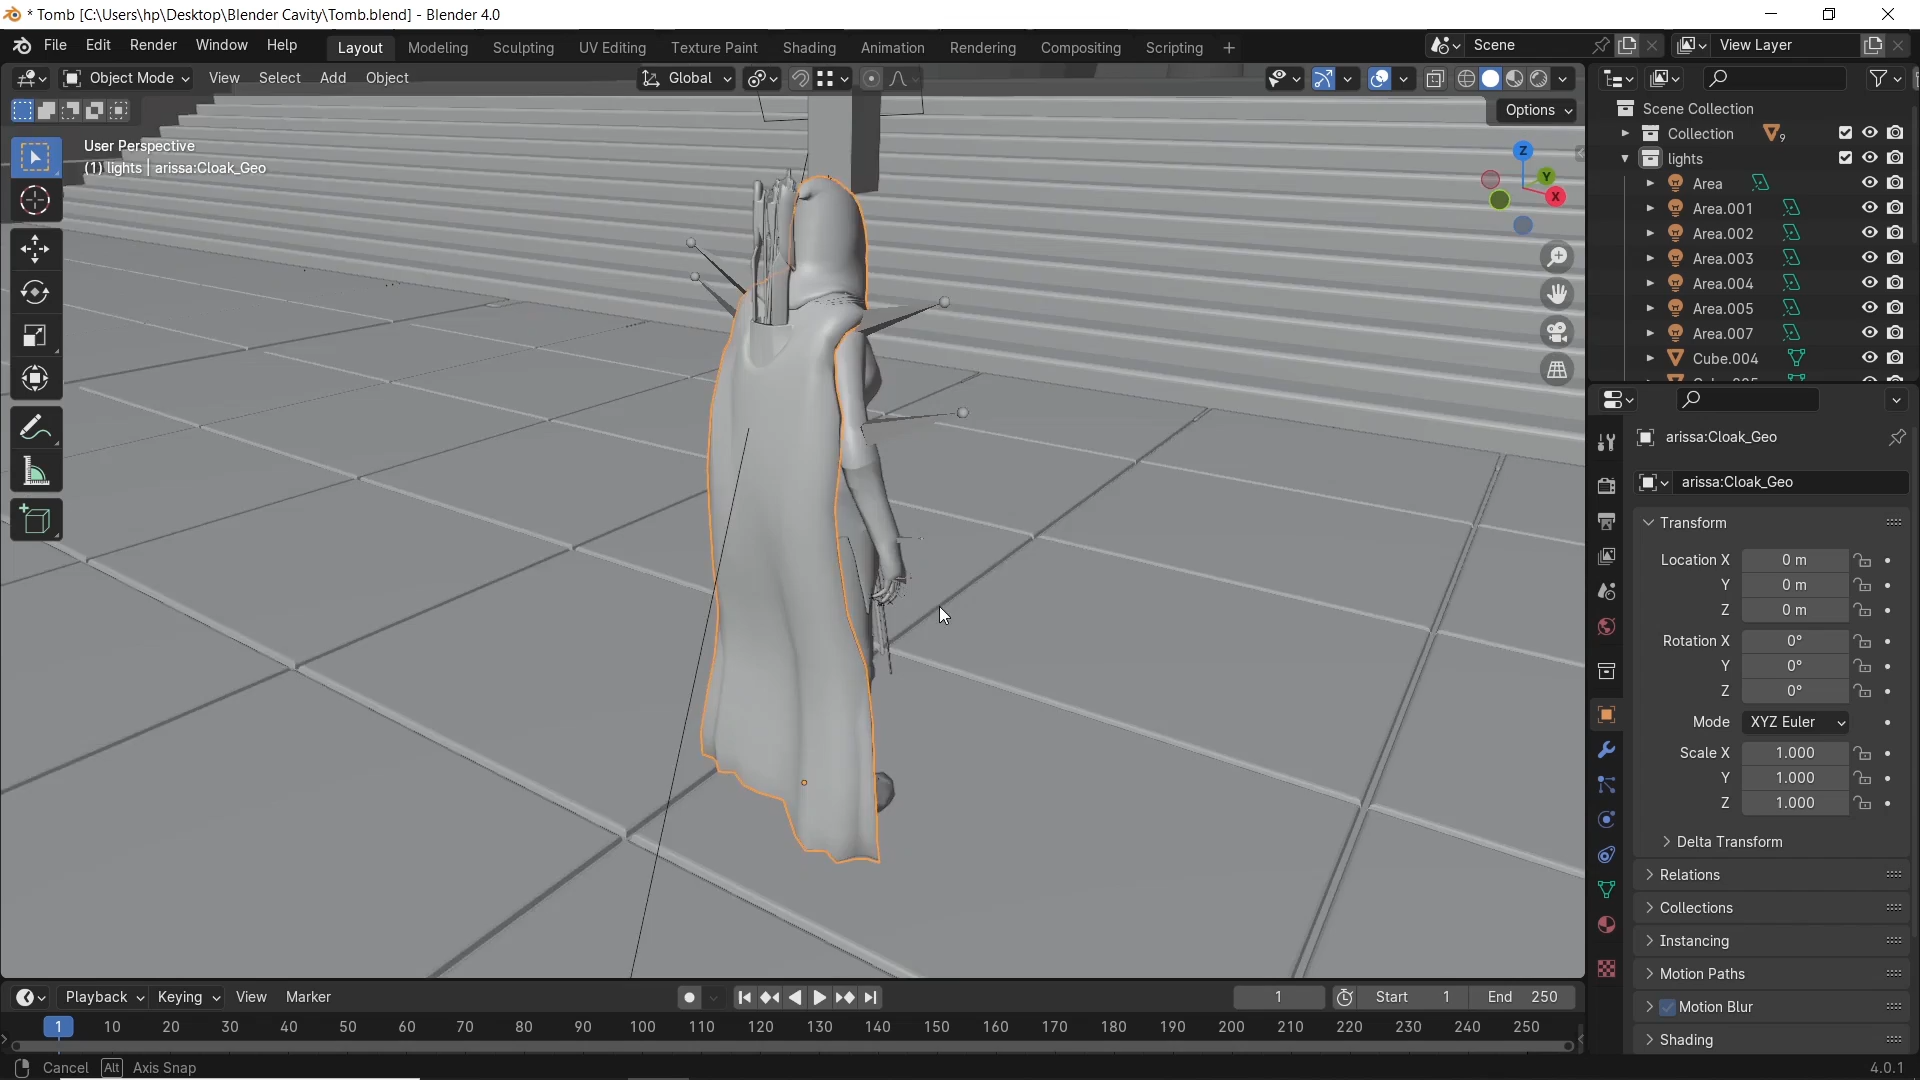 * Tomb [C:\Users\hp\Desktop\Blender Cavity\Tomb.blend] - Blender 4.0
File Edit Render Window Help Layout Modeling Sculpting UV Editing Texture Paint Shading Animation Rendering Compositing Scripting + Scene View Layer
Object Mode View Select Add Object Global
Options
User Perspective
(1) lights | arissa:Cloak_Geo
Z
Y
X
Scene Collection
Collection 9
lights
Area
Area.001
Area.002
Area.003
Area.004
Area.005
Area.007
Cube.004
arissa:Cloak_Geo
arissa:Cloak_Geo
Transform
Location X 0 m
Y 0 m
Z 0 m
Rotation X 0°
Y 0°
Z 0°
Mode XYZ Euler
Scale X 1.000
Y 1.000
Z 1.000
Delta Transform
Relations
Collections
Instancing
Motion Paths
Motion Blur
Shading
Playback Keying View Marker 1 Start 1 End 250
1 10 20 30 40 50 60 70 80 90 100 110 120 130 140 150 160 170 180 190 200 210 220 230 240 250
Cancel Alt Axis Snap 4.0.1